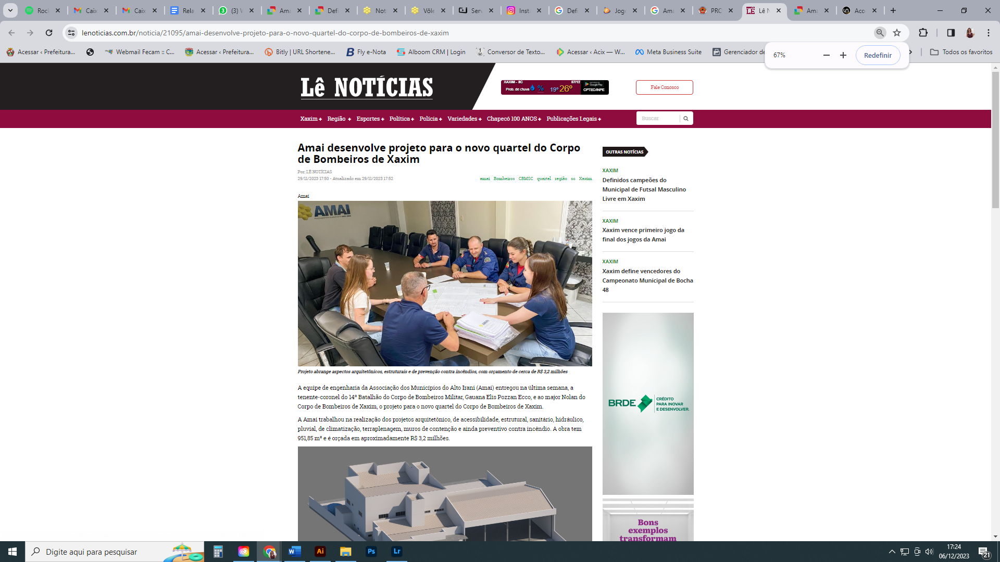 Rock
Caix
Caix
Rela
(3) W
Ama
Defi
Not
Vôle
Serv
Inst
Defi
Jogo
Ama
PRO
Lê N
Ama
Aco
lenoticias.com.br/noticia/21095/amai-desenvolve-projeto-para-o-novo-quartel-do-corpo-de-bombeiros-de-xaxim
Acessar ‹ Prefeitura...
Webmail Fecam :: C...
Acessar ‹ Prefeitura...
Bitly | URL Shortene...
Fly e-Nota
Alboom CRM | Login
Conversor de Texto...
Acessar ‹ Acix — W...
Meta Business Suite
Gerenciador de
Todos os favoritos
67%
Redefinir
Lê NOTÍCIAS
XAXIM - SC 07/12
Prob. de chuva % 19º 26º
Google Play
CPTEC/INPE
Fale Conosco
Xaxim + Região + Esportes + Política + Polícia + Variedades + Chapecó 100 ANOS + Publicações Legais +
Buscar
Amai desenvolve projeto para o novo quartel do Corpo
de Bombeiros de Xaxim
Por: LÊ NOTÍCIAS
29/11/2023 17:50 - Atualizado em 29/11/2023 17:52
amai Bombeiros CBMSC quartel região sc Xaxim
Amai
AMAI
AMAI
Projeto abrange aspectos arquitetônicos, estruturais e de prevenção contra incêndios, com orçamento de cerca de R$ 3,2 milhões
A equipe de engenharia da Associação dos Municípios do Alto Irani (Amai) entregou na última semana, a
tenente-coronel do 14º Batalhão do Corpo de Bombeiros Militar, Gauana Elis Pozzan Ecco, e ao major Nolan do
Corpo de Bombeiros de Xaxim, o projeto para o novo quartel do Corpo de Bombeiros de Xaxim.
A Amai trabalhou na realização dos projetos arquitetônico, de acessibilidade, estrutural, sanitário, hidráulico,
pluvial, de climatização, terraplenagem, muros de contenção e ainda preventivo contra incêndio. A obra tem
951,85 m² e é orçada em aproximadamente R$ 3,2 milhões.
OUTRAS NOTÍCIAS
XAXIM
Definidos campeões do
Municipal de Futsal Masculino
Livre em Xaxim
XAXIM
Xaxim vence primeiro jogo da
final dos jogos da Amai
XAXIM
Xaxim define vencedores do
Campeonato Municipal de Bocha
48
BRDE
CRÉDITO
PARA INOVAR
E DESENVOLVER.
Bons
exemplos
transformam
Digite aqui para pesquisar
Ai
Ps
Lr
17:24
06/12/2023
21